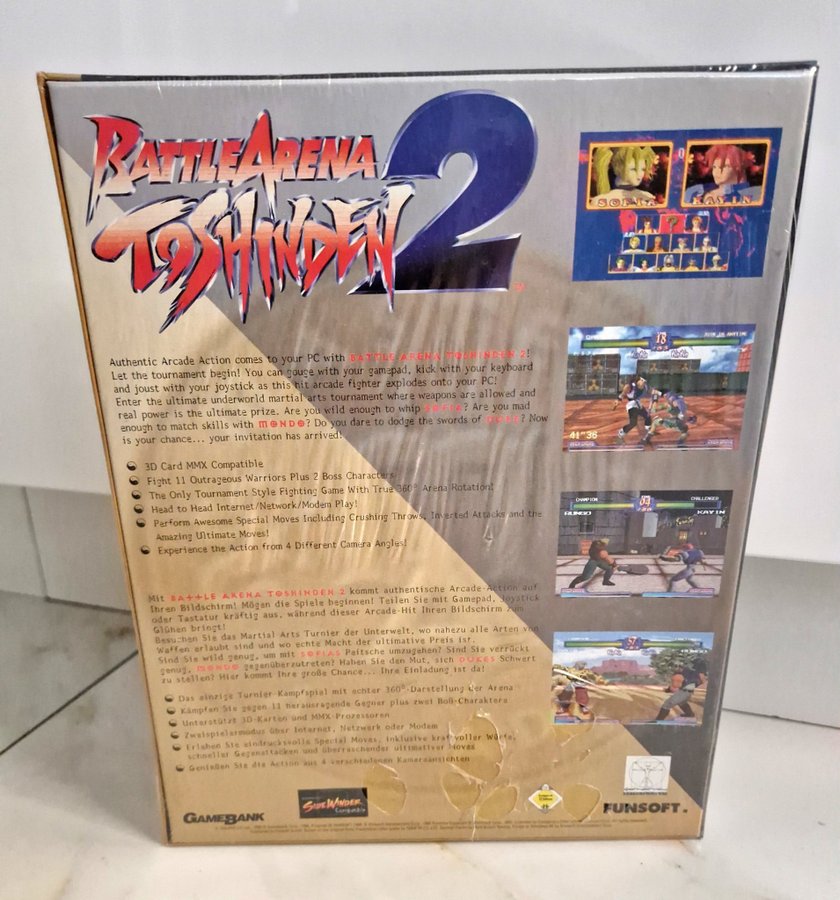 BATTLE ARENA
TOSHINDEN 2
SOFIA
KAYIN
Authentic Arcade Action comes to your PC with BATTLE ARENA TOSHINDEN 2!
Let the tournament begin! You can gouge with your gamepad, kick with your keyboard
and joust with your joystick as this hit arcade fighter explodes onto your PC!
Enter the ultimate underworld martial arts tournament where weapons are allowed and
real power is the ultimate prize. Are you wild enough to whip SOFIA? Are you mad
enough to match skills with MONDO? Do you dare to dodge the swords of DUKE? Now
is your chance... your invitation has arrived!
3D Card MMX Compatible
Fight 11 Outrageous Warriors Plus 2 Boss Characters
The Only Tournament Style Fighting Game With True 360° Arena Rotation!
Head to Head Internet/Network/Modem Play!
Perform Awesome Special Moves Including Crushing Throws, Inverted Attacks and the
Amazing Ultimate Moves!
Experience the Action from 4 Different Camera Angles!
JOIN IN ANYTIME
41"36
CHAMPION
CHALLENGER
RUNGO
KAYIN
57
RUNGO
Mit BATTLE ARENA TOSHINDEN 2 kommt authentische Arcade-Action auf
Ihren Bildschirm! Mögen die Spiele beginnen! Teilen Sie mit Gamepad, Joystick
oder Tastatur kräftig aus, während dieser Arcade-Hit Ihren Bildschirm zum
Glühen bringt!
Besuchen Sie das Martial Arts Turnier der Unterwelt, wo nahezu alle Arten von
Waffen erlaubt sind und wo echte Macht der ultimative Preis ist.
Sind Sie wild genug, um mit SOFIAS Peitsche umzugehen? Sind Sie verrückt
genug, MONDO gegenüberzutreten? Haben Sie den Mut, sich DUKES Schwert
zu stellen? Hier kommt Ihre große Chance... Ihre Einladung ist da!
Das einzige Turnier-Kampfspiel mit echter 360°-Darstellung der Arena
Kämpfen Sie gegen 11 herausragende Gegner plus zwei Boß-Charaktere
Unterstützt 3D-Karten und MMX-Prozessoren
Zweispielermodus über Internet, Netzwerk oder Modem
Erleben Sie eindrucksvolle Special Moves, inklusive kraftvoller Würfe,
schneller Gegenattacken und überraschender ultimativer Moves
Genießen Sie die Action aus 4 verschiedenen Kameraansichten
GAMEBANK
SIDEWINDER
Compatible
FUNSOFT